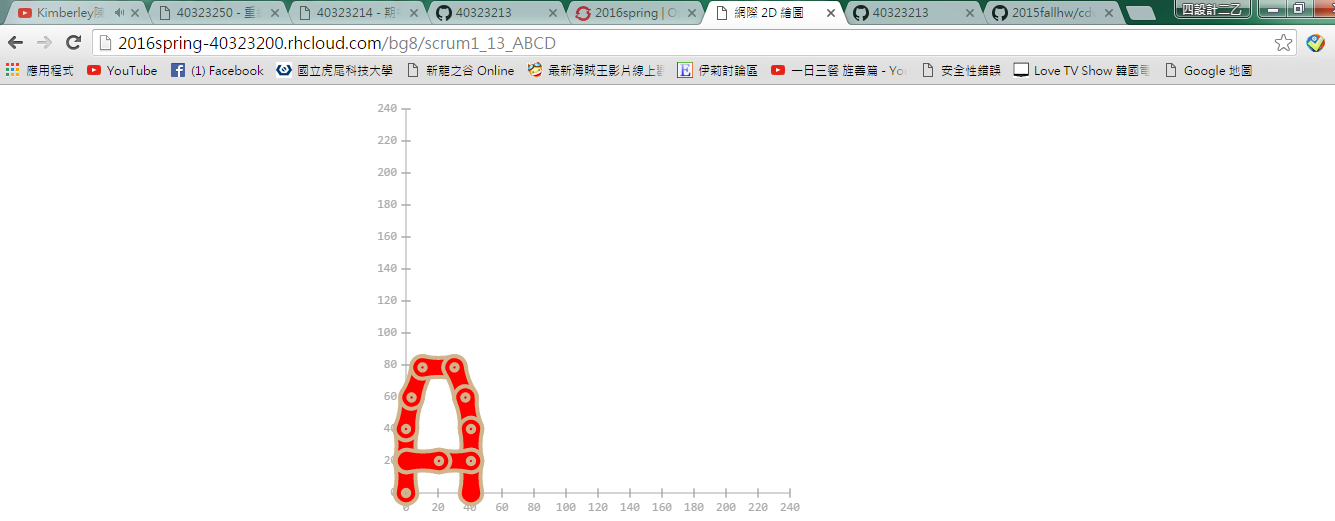 Kimberley陳
40323250 - 重
40323214 - 期
40323213
2016spring | O
網際 2D 繪圖
40323213
2015fallhw/cd
四設計二乙
2016spring-40323200.rhcloud.com/bg8/scrum1_13_ABCD
應用程式 YouTube (1) Facebook 國立虎尾科技大學 新龍之谷 Online 最新海賊王影片線上 伊莉討論區 一日三餐 旌善篇 - Yo 安全性錯誤 Love TV Show 韓國 Google 地圖
240
220
200
180
160
140
120
100
80
60
40
20
0 20 40 60 80 100 120 140 160 180 200 220 240